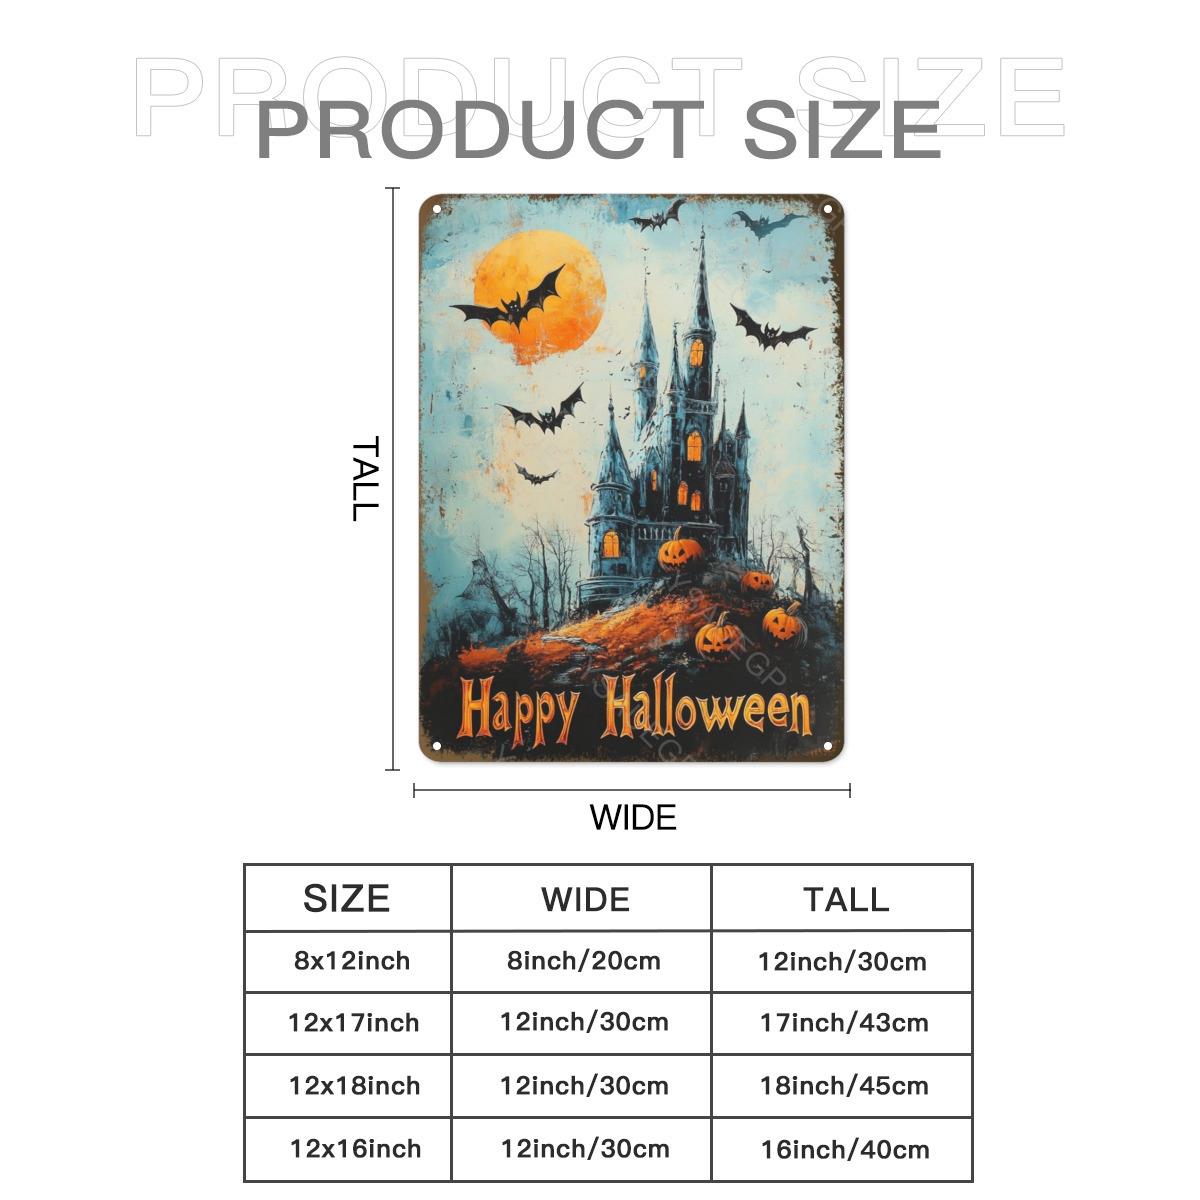 PRODUCT SIZE
PRODUCT SIZE
TALL
Happy Halloween
WIDE
SIZE WIDE TALL
8x12inch 8inch/20cm 12inch/30cm
12x17inch 12inch/30cm 17inch/43cm
12x18inch 12inch/30cm 18inch/45cm
12x16inch 12inch/30cm 16inch/40cm